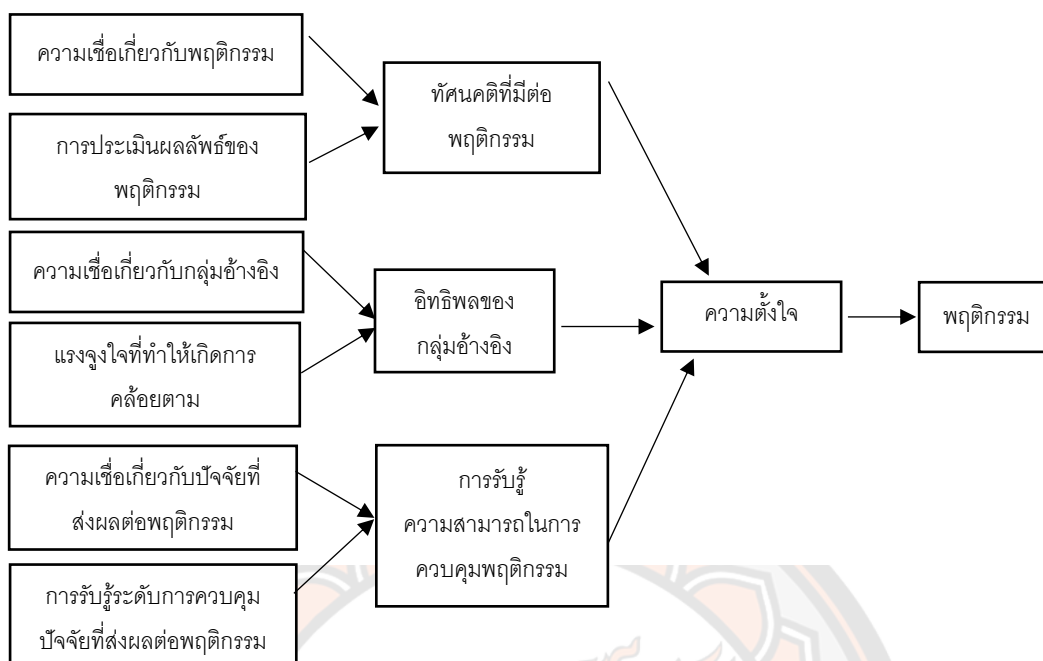 ความเชื่อเกี่ยวกับพฤติกรรม
การประเมินผลลัพธ์ของ
พฤติกรรม
ทัศนคติที่มีต่อ
พฤติกรรม
ความเชื่อเกี่ยวกับกลุ่มอ้างอิง
แรงจูงใจที่ทำให้เกิดการ
คล้อยตาม
อิทธิพลของ
กลุ่มอ้างอิง
ความเชื่อเกี่ยวกับปัจจัยที่
ส่งผลต่อพฤติกรรม
การรับรู้ระดับการควบคุม
ปัจจัยที่ส่งผลต่อพฤติกรรม
การรับรู้
ความสามารถในการ
ควบคุมพฤติกรรม
ความตั้งใจ
พฤติกรรม